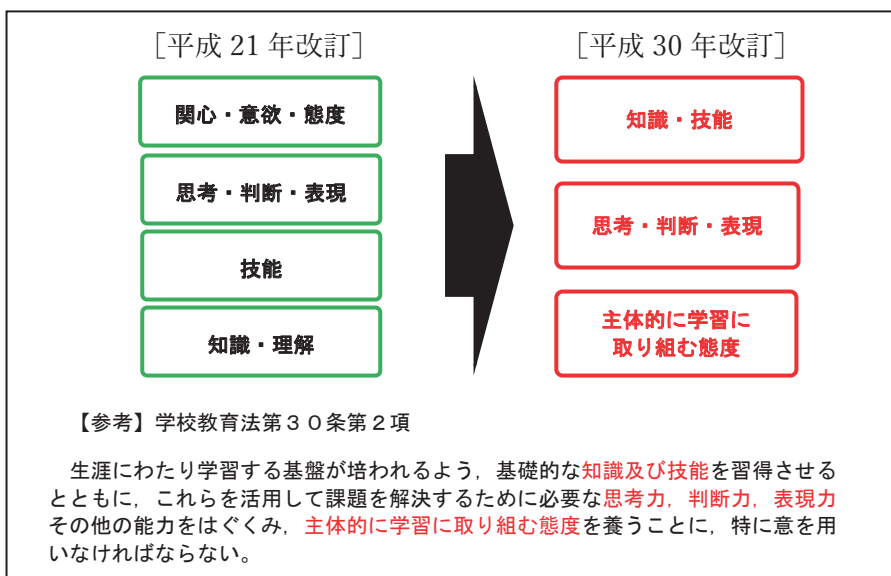 [平成 21 年改訂]
関心・意欲・態度
思考・判断・表現
技能
知識・理解
[平成 30 年改訂]
知識・技能
思考・判断・表現
主体的に学習に
取り組む態度
【参考】学校教育法第30条第2項
生涯にわたり学習する基盤が培われるよう，基礎的な知識及び技能を習得させる
とともに，これらを活用して課題を解決するために必要な思考力，判断力，表現力
その他の能力をはぐくみ，主体的に学習に取り組む態度を養うことに，特に意を用
いなければならない。